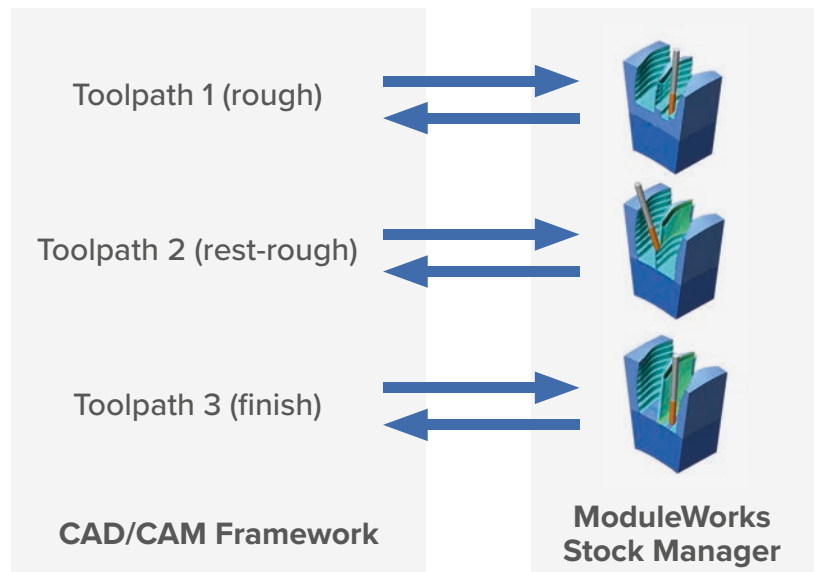 Toolpath 1 (rough)
Toolpath 2 (rest-rough)
Toolpath 3 (finish)
CAD/CAM Framework
ModuleWorks
Stock Manager